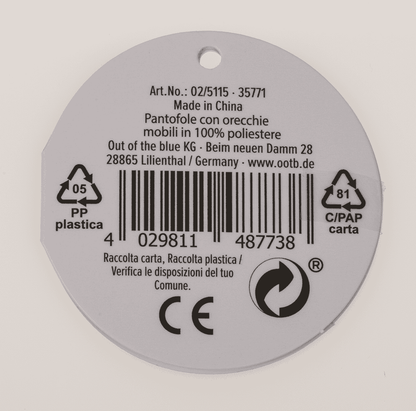 Art.No.: 02/5115 · 35771
Made in China
Pantofole con orecchie
mobili in 100% poliestere
Out of the blue KG · Beim neuen Damm 28
28865 Lilienthal / Germany · www.ootb.de
05
PP
plastica
81
C/PAP
carta
4 029811 487738
Raccolta carta, Raccolta plastica /
Verifica le disposizioni del tuo
Comune.
®
CE